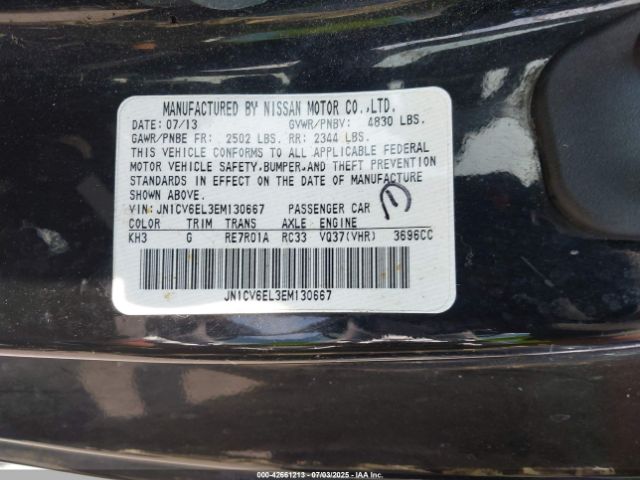 MANUFACTURED BY NISSAN MOTOR CO.,LTD.
DATE: 07/13 GVWR/PNBV: 4830 LBS.
GAWR/PNBE FR: 2502 LBS. RR: 2344 LBS.
THIS VEHICLE CONFORMS TO ALL APPLICABLE FEDERAL
MOTOR VEHICLE SAFETY,BUMPER,AND THEFT PREVENTION
STANDARDS IN EFFECT ON THE DATE OF MANUFACTURE
SHOWN ABOVE.
VIN: JN1CV6EL3EM130667 PASSENGER CAR
COLOR TRIM TRANS AXLE ENGINE
KH3 G RE7R01A RC33 VQ37(VHR) 3696CC
JN1CV6EL3EM130667
000-42661213 - 07/03/2025 - IAA Inc.